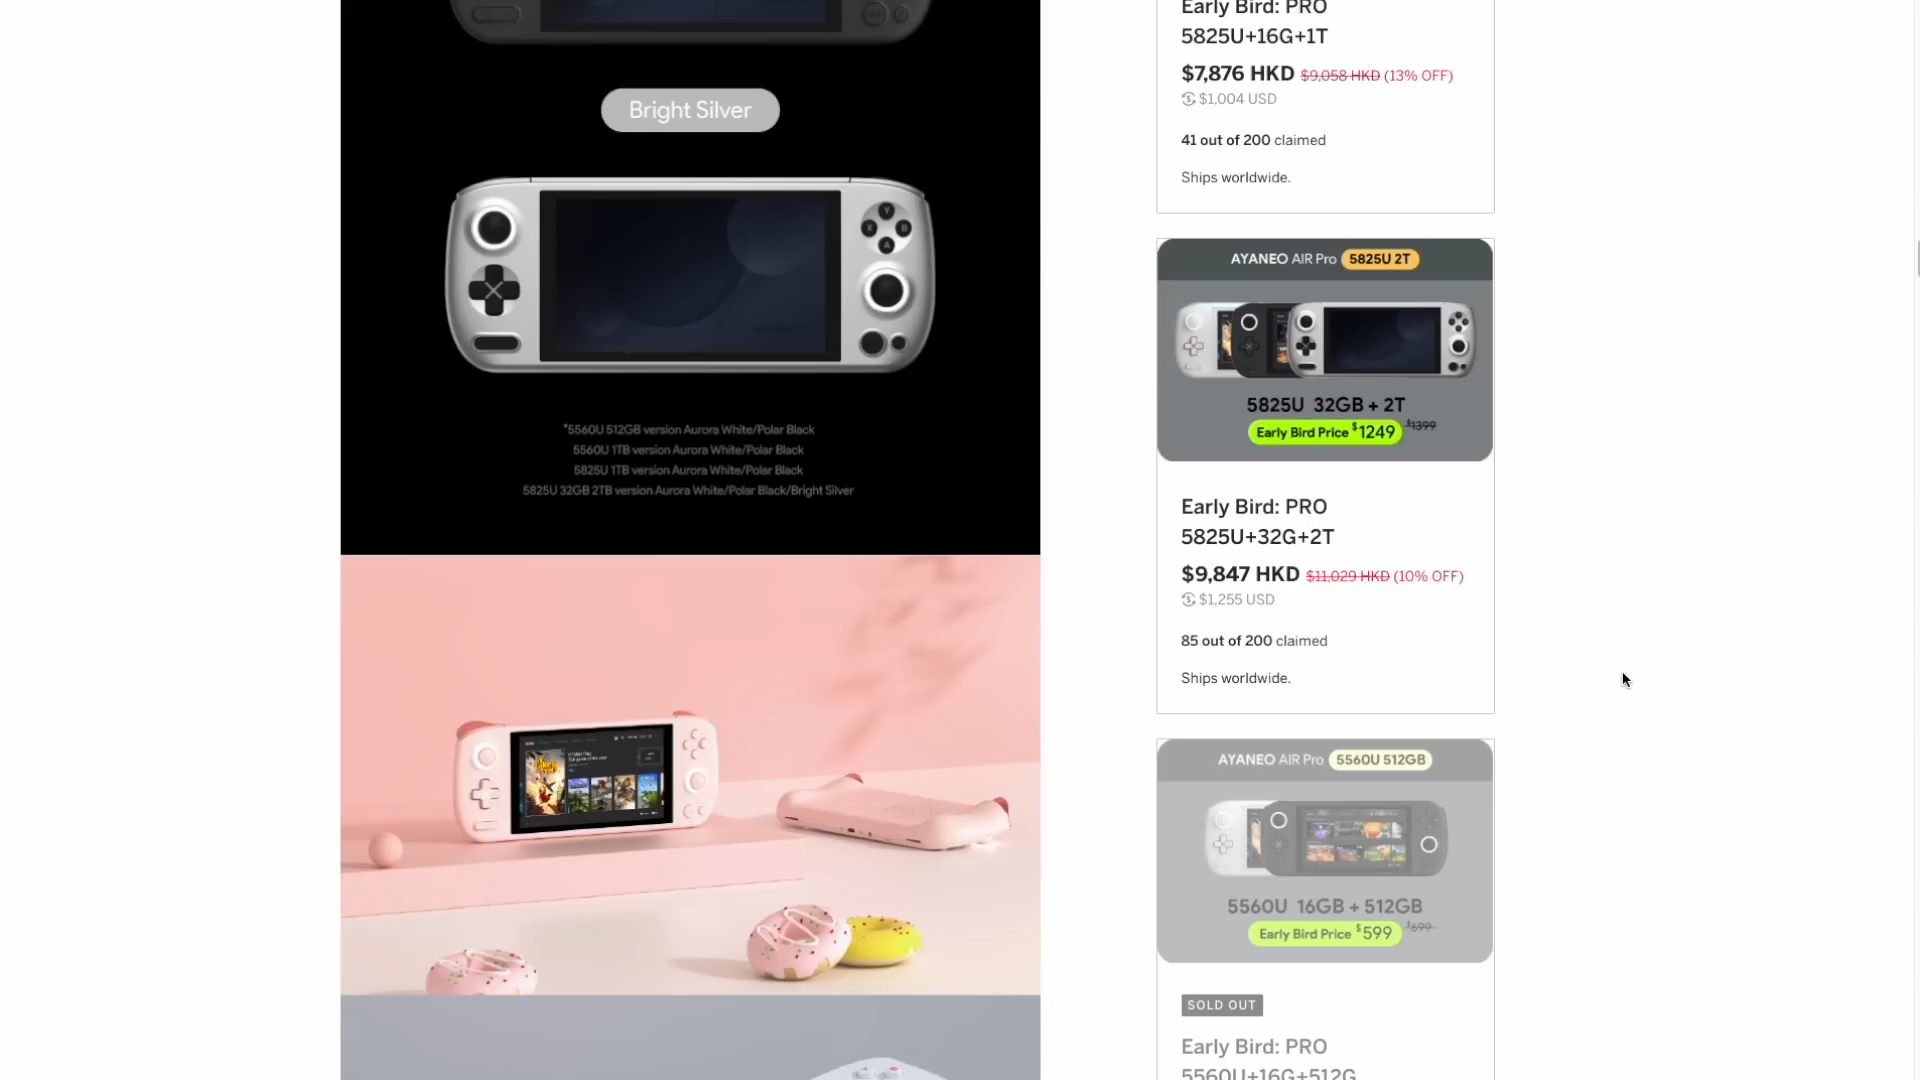 Bright Silver
Y
X
B
A
*5560U 512GB version Aurora White/Polar Black
5560U 1TB version Aurora White/Polar Black
5825U 1TB version Aurora White/Polar Black
5825U 32GB 2TB version Aurora White/Polar Black/Bright Silver
Early Bird: PRO
5825U+16G+1T
$7,876 HKD $9,058 HKD (13% OFF)
$1,004 USD
41 out of 200 claimed
Ships worldwide.
AYANEO AIR Pro 5825U 2T
5825U 32GB + 2T
Early Bird Price $1249 $1399
Early Bird: PRO
5825U+32G+2T
$9,847 HKD $11,029 HKD (10% OFF)
$1,255 USD
85 out of 200 claimed
Ships worldwide.
AYANEO AIR Pro 5560U 512GB
5560U 16GB + 512GB
Early Bird Price $599 $699
SOLD OUT
Early Bird: PRO
5560U+16G+512G